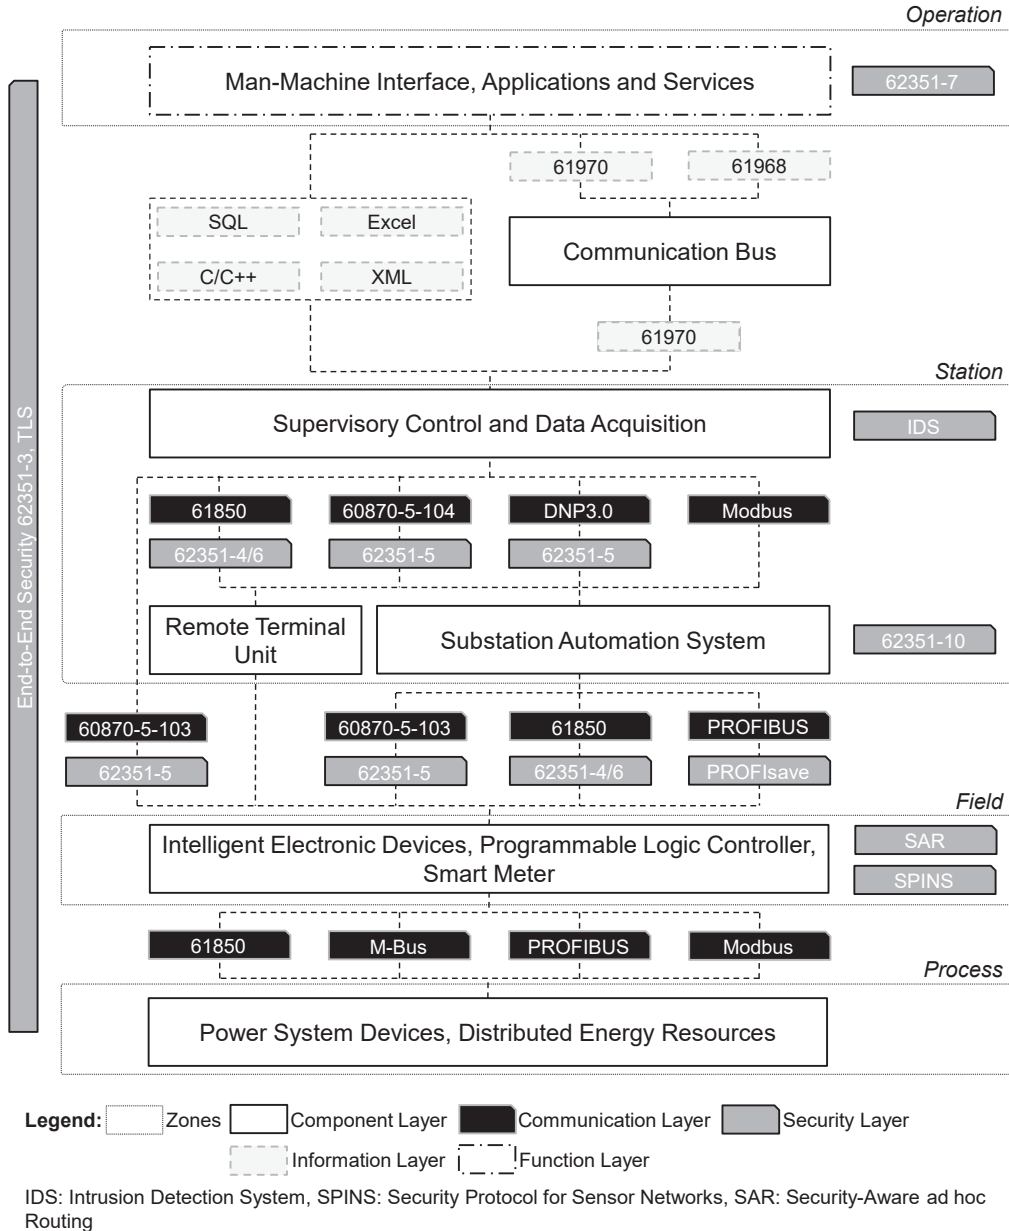 Operation
Man-Machine Interface, Applications and Services
62351-7
61970
61968
SQL
Excel
C/C++
XML
Communication Bus
61970
Station
Supervisory Control and Data Acquisition
IDS
61850
60870-5-104
DNP3.0
Modbus
62351-4/6
62351-5
62351-5
Remote Terminal
Unit
Substation Automation System
62351-10
End-to-End Security 62351-3, TLS
60870-5-103
60870-5-103
61850
PROFIBUS
62351-5
62351-5
62351-4/6
PROFIsave
Field
Intelligent Electronic Devices, Programmable Logic Controller,
Smart Meter
SAR
SPINS
61850
M-Bus
PROFIBUS
Modbus
Process
Power System Devices, Distributed Energy Resources
Legend: Zones Component Layer Communication Layer Security Layer
Information Layer Function Layer
IDS: Intrusion Detection System, SPINS: Security Protocol for Sensor Networks, SAR: Security-Aware ad hoc
Routing